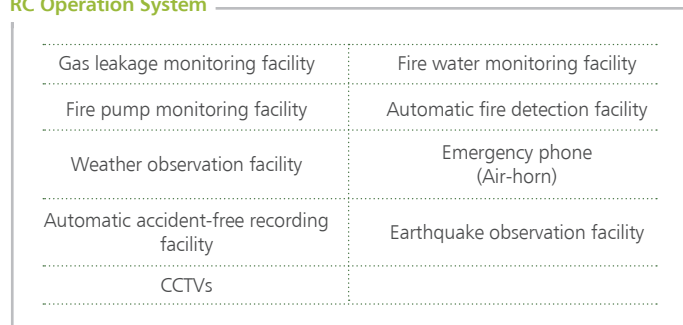 RC Operation System
Gas leakage monitoring facility
Fire water monitoring facility
Fire pump monitoring facility
Automatic fire detection facility
Weather observation facility
Emergency phone
(Air-horn)
Automatic accident-free recording
facility
Earthquake observation facility
CCTVs